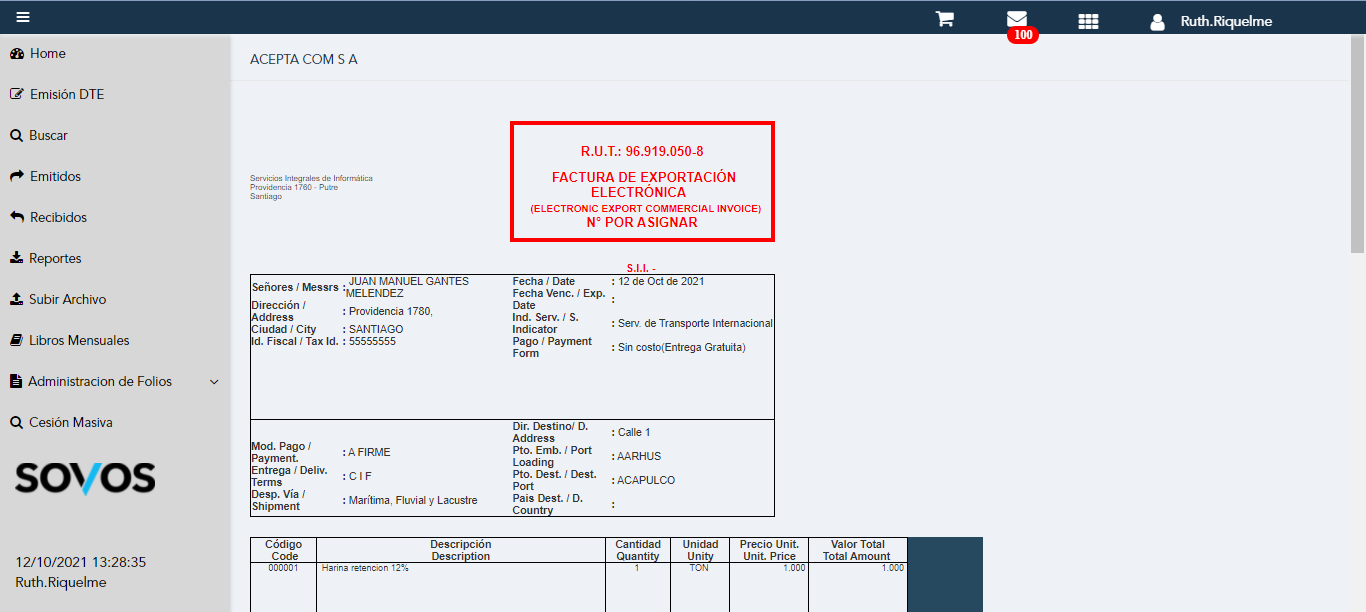 Ruth.Riquelme
100
Home
Emisión DTE
Buscar
Emitidos
Recibidos
Reportes
Subir Archivo
Libros Mensuales
Administracion de Folios
Cesión Masiva
SOVOS
12/10/2021 13:28:35
Ruth.Riquelme
ACEPTA COM S A
Servicios Integrales de Informática
Providencia 1760 - Putre
Santiago
R.U.T.: 96.919.050-8
FACTURA DE EXPORTACIÓN
ELECTRÓNICA
(ELECTRONIC EXPORT COMMERCIAL INVOICE)
N° POR ASIGNAR
S.I.I. -
Señores / Messrs : JUAN MANUEL GANTES
MELENDEZ
Dirección /
Address : Providencia 1780,
Ciudad / City : SANTIAGO
Id. Fiscal / Tax Id. : 55555555
Fecha / Date : 12 de Oct de 2021
Fecha Venc. / Exp.
Date :
Ind. Serv. / S.
Indicator : Serv. de Transporte Internacional
Pago / Payment
Form : Sin costo(Entrega Gratuita)
Mod. Pago /
Payment. : A FIRME
Entrega / Deliv.
Terms : C I F
Desp. Vía /
Shipment : Marítima, Fluvial y Lacustre
Dir. Destino/ D.
Address : Calle 1
Pto. Emb. / Port
Loading : AARHUS
Pto. Dest. / Dest.
Port : ACAPULCO
Pais Dest. / D.
Country :
Código Descripción Cantidad Unidad Precio Unit. Valor Total
Code Description Quantity Unity Unit. Price Total Amount
000001 Harina retencion 12% 1 TON 1.000 1.000